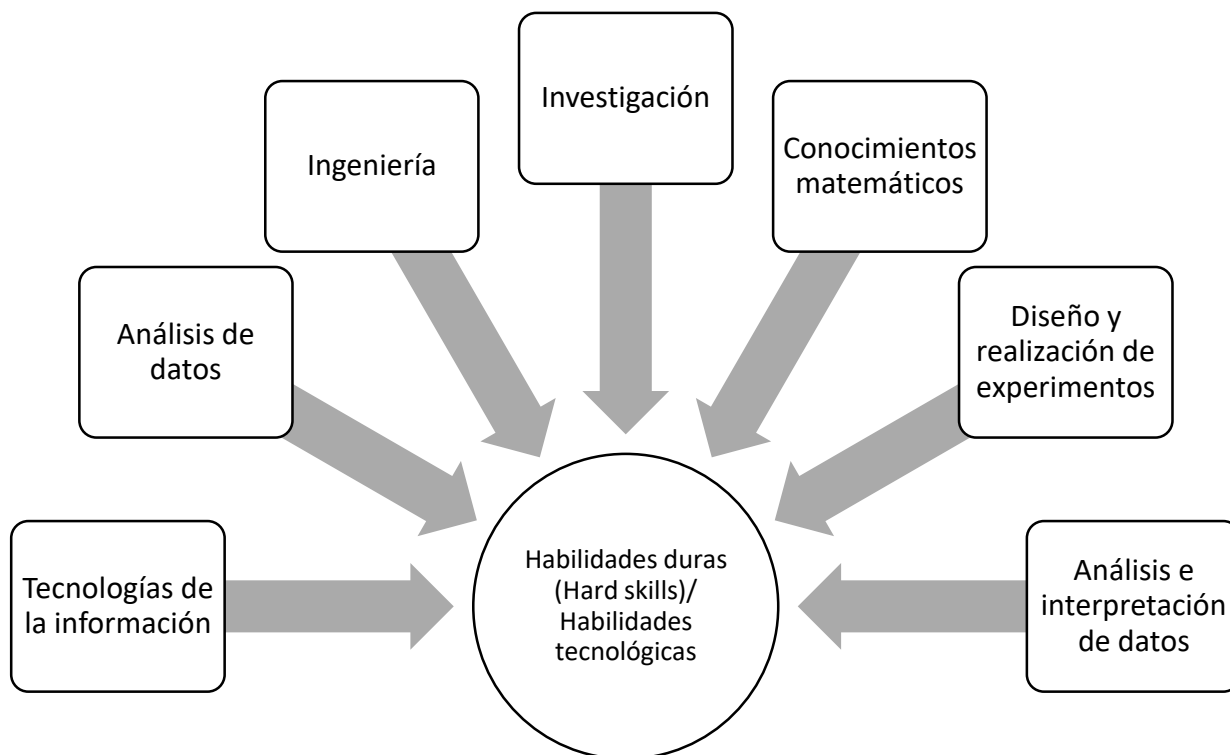 Investigación
Ingeniería
Conocimientos
matemáticos
Análisis de
datos
Diseño y
realización de
experimentos
Tecnologías de
la información
Habilidades duras
(Hard skills)/
Habilidades
tecnológicas
Análisis e
interpretación
de datos